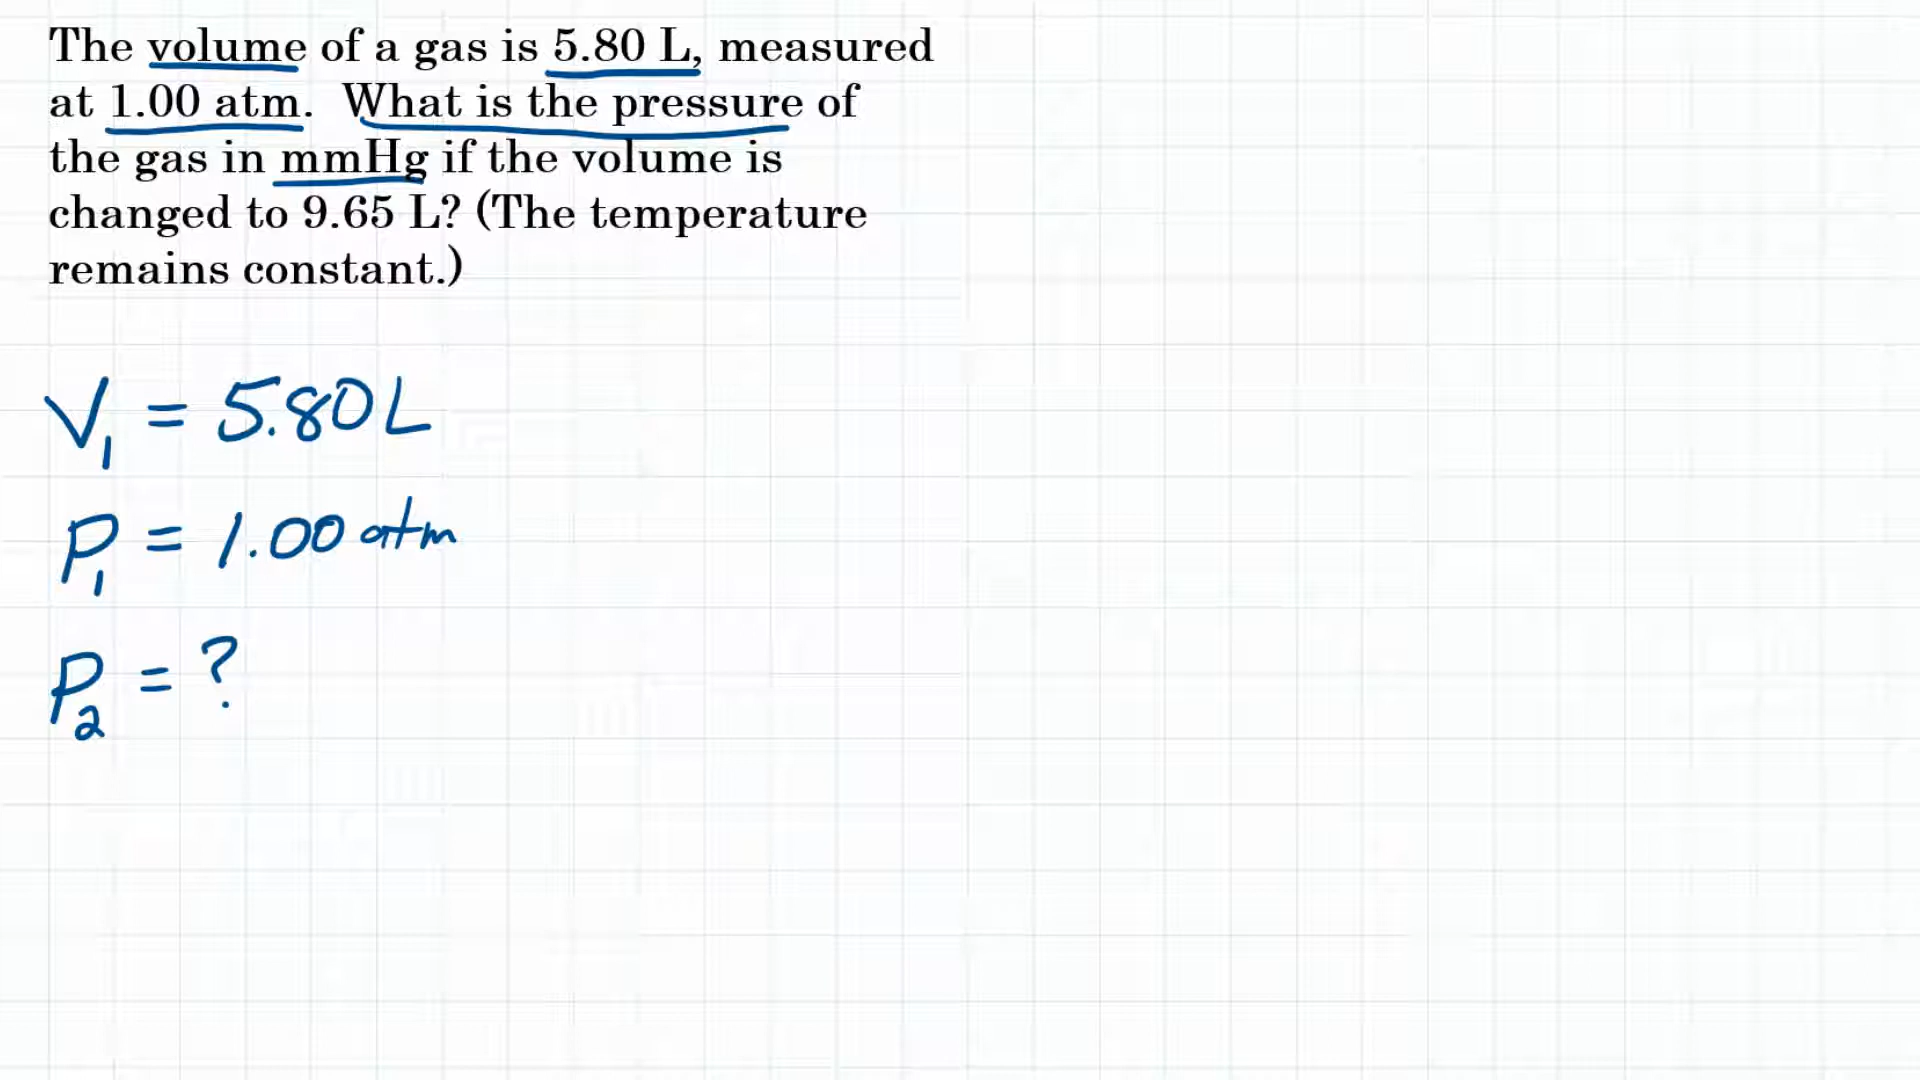 The volume of a gas is 5.80 L, measured
at 1.00 atm. What is the pressure of
the gas in mmHg if the volume is
changed to 9.65 L? (The temperature
remains constant.)
V₁ = 5.80 L
P₁ = 1.00 atm
P₂ = ?